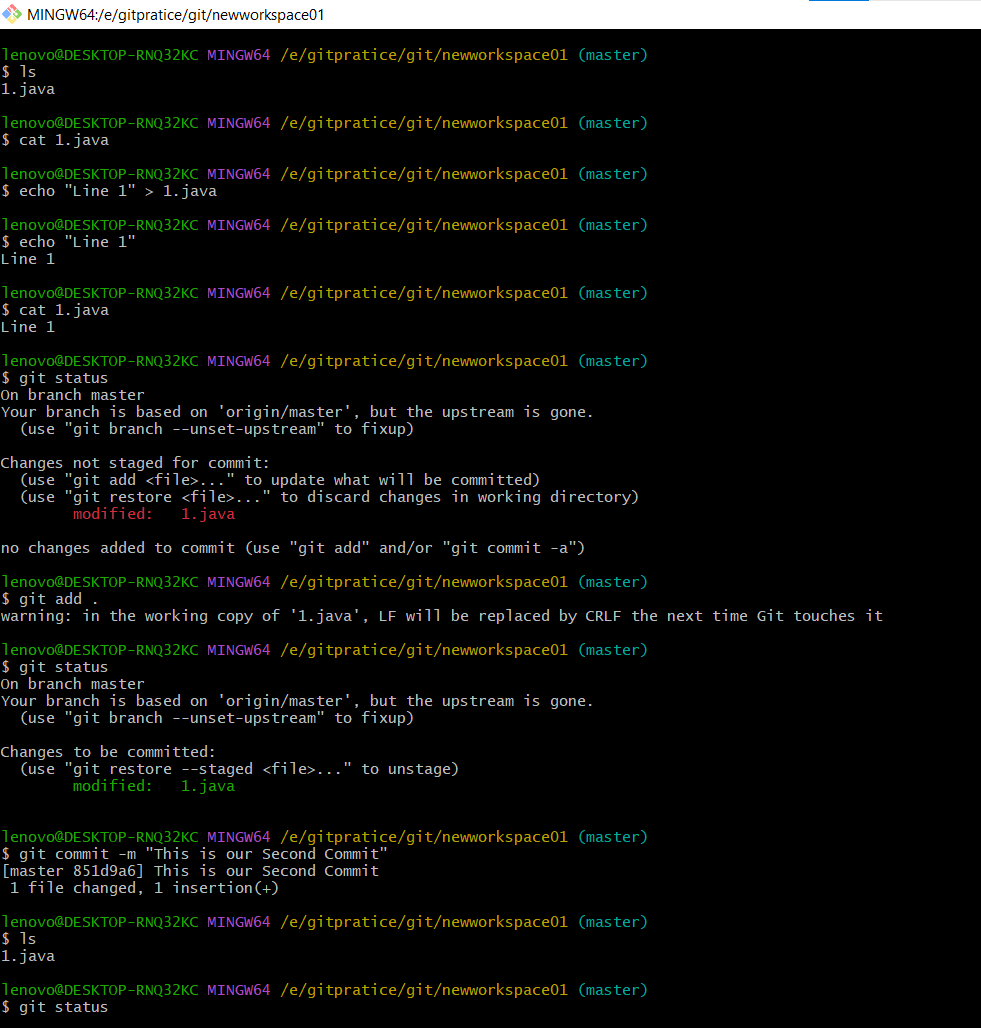 MINGW64:/e/gitpratice/git/newworkspace01
lenovo@DESKTOP-RNQ32KC MINGW64 /e/gitpratice/git/newworkspace01 (master)
$ ls
1.java
lenovo@DESKTOP-RNQ32KC MINGW64 /e/gitpratice/git/newworkspace01 (master)
$ cat 1.java
lenovo@DESKTOP-RNQ32KC MINGW64 /e/gitpratice/git/newworkspace01 (master)
$ echo "Line 1" > 1.java
lenovo@DESKTOP-RNQ32KC MINGW64 /e/gitpratice/git/newworkspace01 (master)
$ echo "Line 1"
Line 1
lenovo@DESKTOP-RNQ32KC MINGW64 /e/gitpratice/git/newworkspace01 (master)
$ cat 1.java
Line 1
lenovo@DESKTOP-RNQ32KC MINGW64 /e/gitpratice/git/newworkspace01 (master)
$ git status
On branch master
Your branch is based on 'origin/master', but the upstream is gone.
  (use "git branch --unset-upstream" to fixup)
Changes not staged for commit:
  (use "git add <file>..." to update what will be committed)
  (use "git restore <file>..." to discard changes in working directory)
        modified:   1.java
no changes added to commit (use "git add" and/or "git commit -a")
lenovo@DESKTOP-RNQ32KC MINGW64 /e/gitpratice/git/newworkspace01 (master)
$ git add .
warning: in the working copy of '1.java', LF will be replaced by CRLF the next time Git touches it
lenovo@DESKTOP-RNQ32KC MINGW64 /e/gitpratice/git/newworkspace01 (master)
$ git status
On branch master
Your branch is based on 'origin/master', but the upstream is gone.
  (use "git branch --unset-upstream" to fixup)
Changes to be committed:
  (use "git restore --staged <file>..." to unstage)
        modified:   1.java
lenovo@DESKTOP-RNQ32KC MINGW64 /e/gitpratice/git/newworkspace01 (master)
$ git commit -m "This is our Second Commit"
[master 851d9a6] This is our Second Commit
 1 file changed, 1 insertion(+)
lenovo@DESKTOP-RNQ32KC MINGW64 /e/gitpratice/git/newworkspace01 (master)
$ ls
1.java
lenovo@DESKTOP-RNQ32KC MINGW64 /e/gitpratice/git/newworkspace01 (master)
$ git status